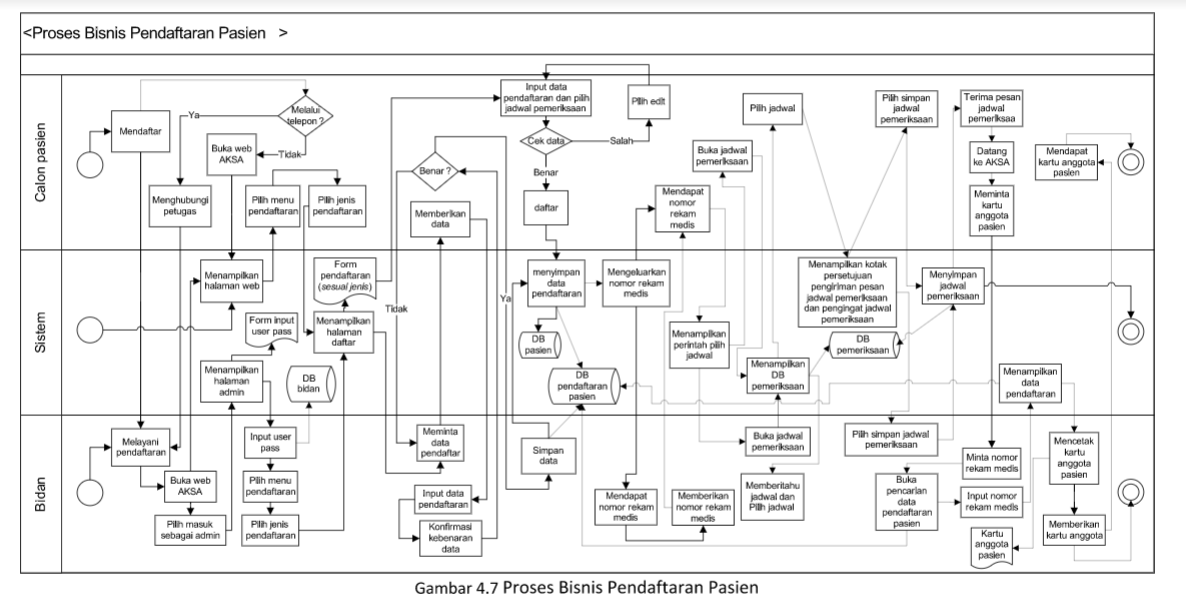 <Proses Bisnis Pendaftaran Pasien >
Calon pasien
Mendaftar
Ya
Melalui
telepon ?
Tidak
Buka web
AKSA
Menghubungi
petugas
Pilih menu
pendaftaran
Pilih jenis
pendaftaran
Benar ?
Memberikan
data
Input data
pendaftaran dan pilih
jadwal pemeriksaan
Pilih edit
Cek data
Salah
Benar
daftar
Mendapat
nomor
rekam
medis
Buka jadwal
pemeriksaan
Pilh jadwal
Pilih simpan
jadwal
pemeriksaan
Terima pesan
jadwal
pemeriksaa
Datang
ke AKSA
Meminta
kartu
anggota
pasien
Mendapat
kartu anggota
pasien
Sistem
Menampilkan
halaman web
Form
pendaftaran
(sesuai jenis)
Form input
user pass
Menampilkan
halaman
daftar
Tidak
Menampilkan
halaman
admin
DB
bidan
Ya
menyimpan
data
pendaftaran
Mengeluarkan
nomor rekam
medis
DB
pasien
DB
pendaftaran
pasien
Menampilkan
perintah pilih
jadwal
Menampilkan
DB
pemeriksaan
Menampilkan kotak
persetujuan
pengiriman pesan
jadwal pemeriksaan
dan pengingat jadwal
pemeriksaan
DB
pemeriksaan
Menyimpan
jadwal
pemeriksaan
Menampilkan
data
pendaftaran
Bidan
Melayani
pendaftaran
Buka web
AKSA
Pilih masuk
sebagai admin
Input user
pass
Pilih menu
pendaftaran
Pilih jenis
pendaftaran
Meminta
data
pendaftar
Input data
pendaftaran
Konfirmasi
kebenaran
data
Simpan
data
Mendapat
nomor rekam
medis
Memberikan
nomor rekam
medis
Buka jadwal
pemeriksaan
Memberitahu
jadwal dan
Pilih jadwal
Pilih simpan jadwal
pemeriksaan
Buka
pencarian
data
pendaftaran
pasien
Minta nomor
rekam medis
Input nomor
rekam medis
Kartu
anggota
pasien
Mencetak
kartu
anggota
pasien
Memberikan
kartu anggota
Gambar 4.7 Proses Bisnis Pendaftaran Pasien